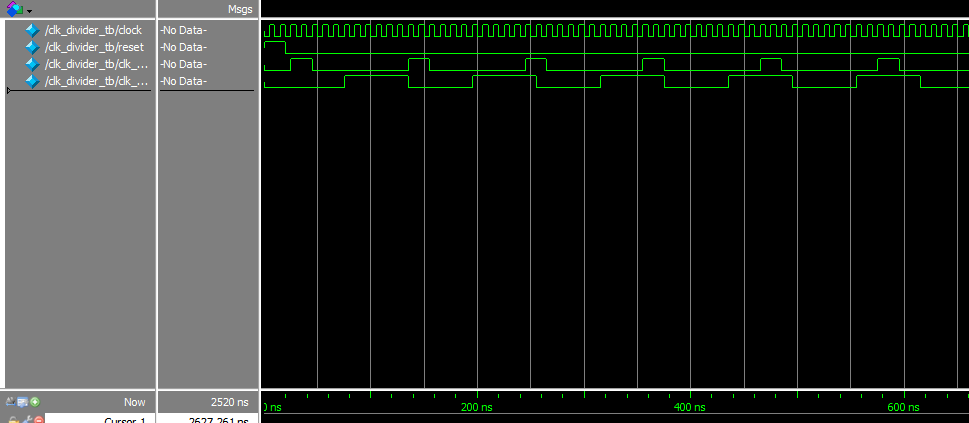 Msgs
/clk_divider_tb/clock -No Data-
/clk_divider_tb/reset -No Data-
/clk_divider_tb/clk_... -No Data-
/clk_divider_tb/clk_... -No Data-
Now 2520 ns
0 ns 200 ns 400 ns 600 ns
Cursor 1 2627.261 ns